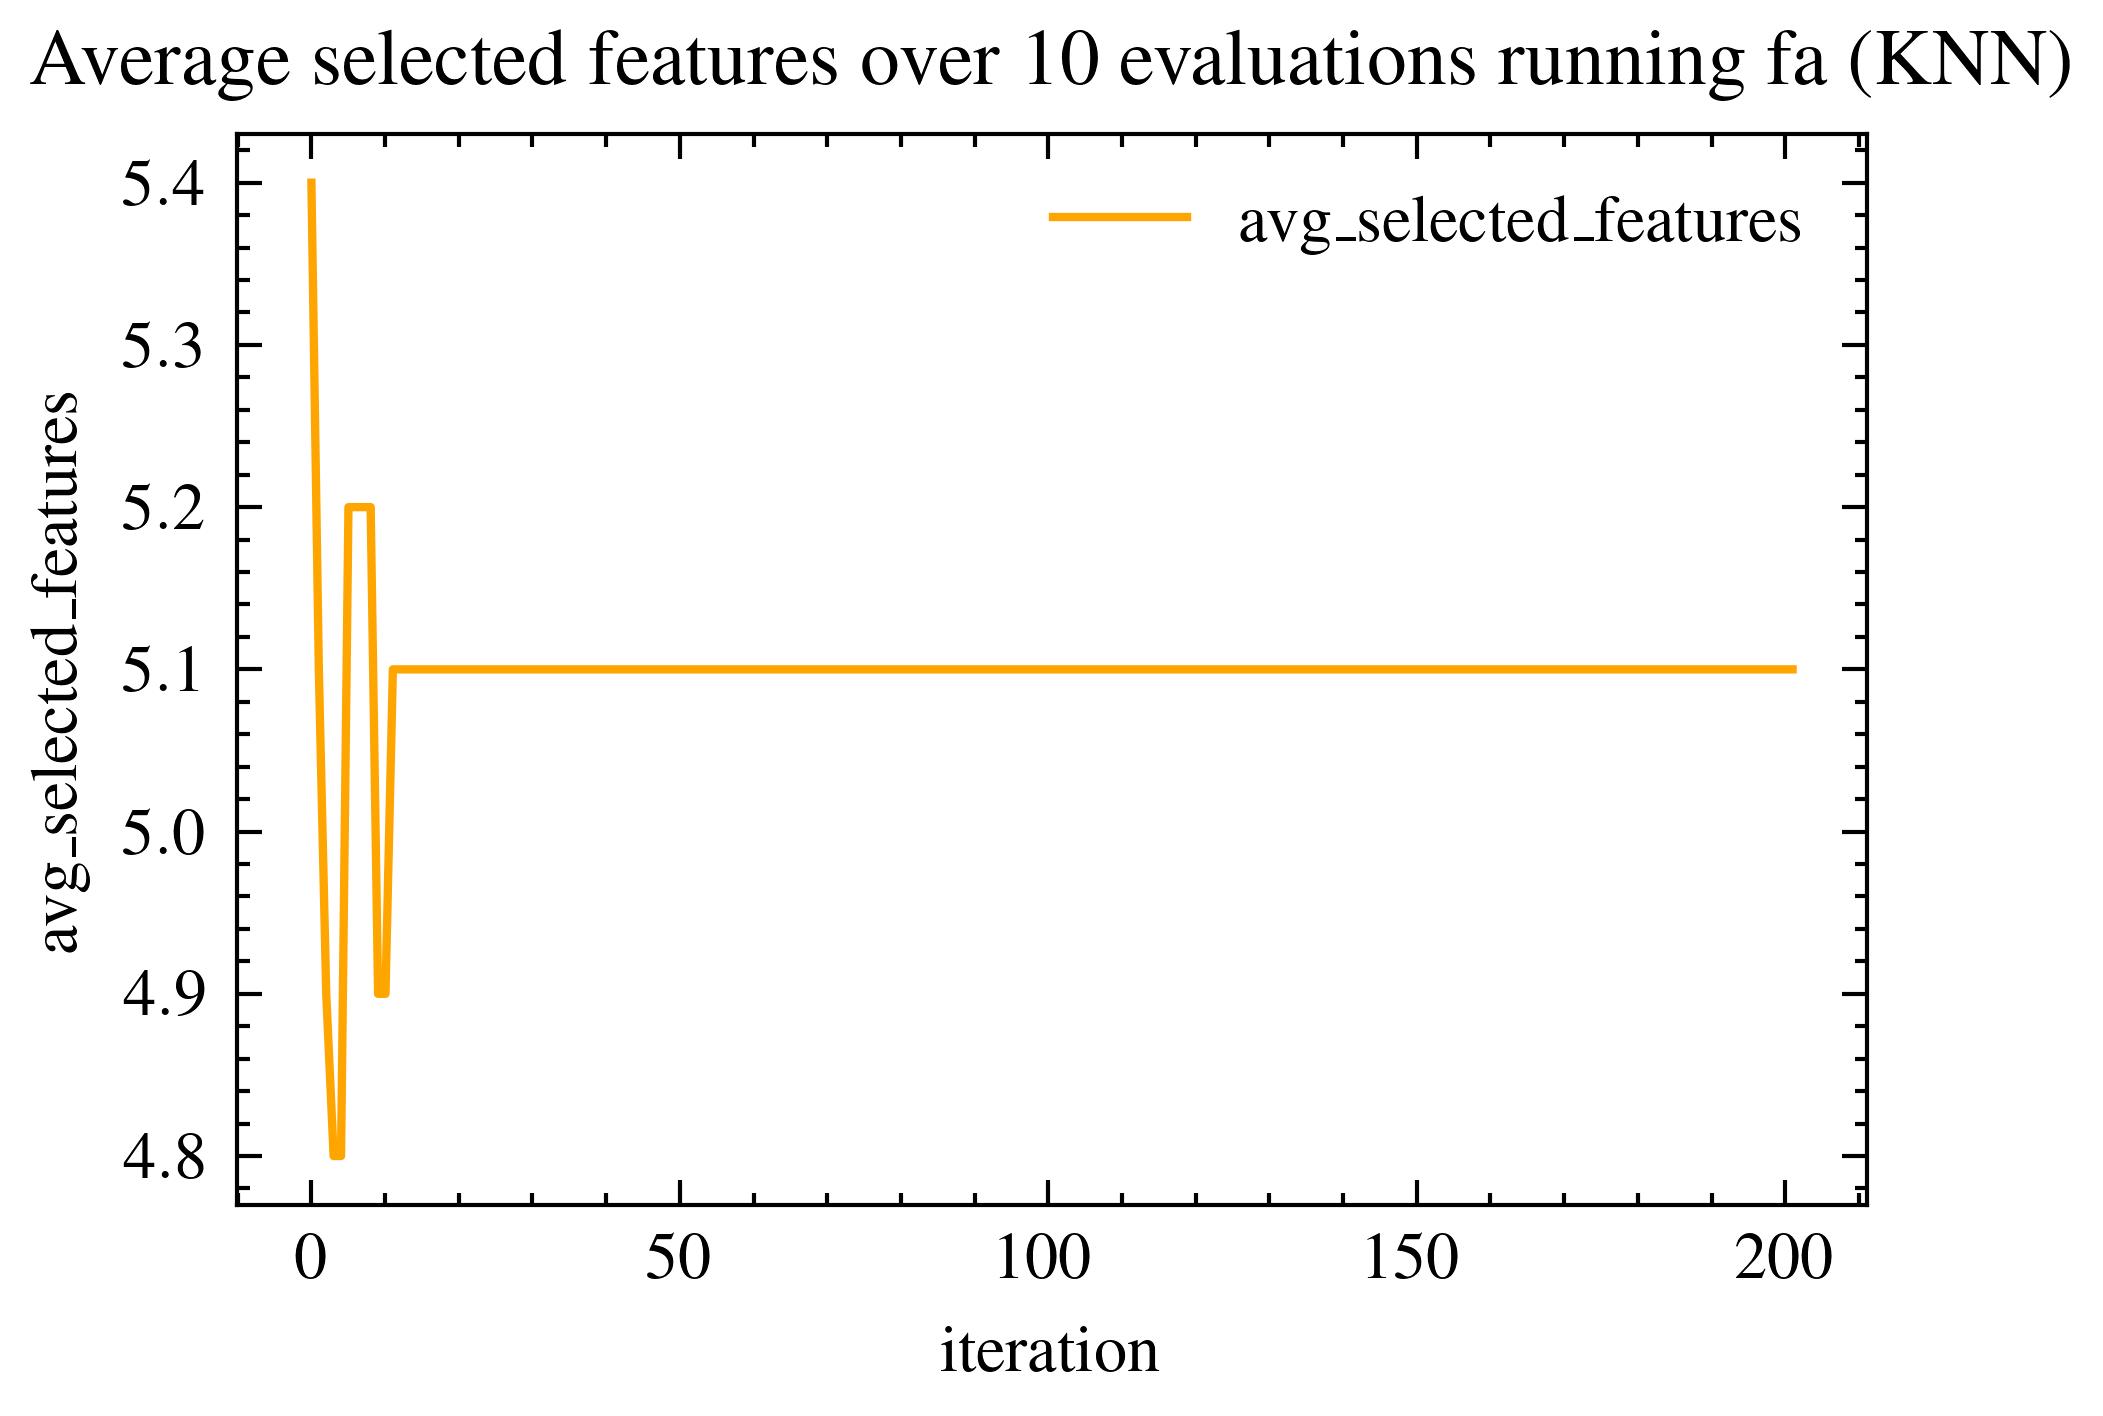 Average selected features over 10 evaluations running fa (KNN)
avg_selected_features
5.4
5.3
5.2
5.1
5.0
4.9
4.8
avg_selected_features
0 50 100 150 200
iteration